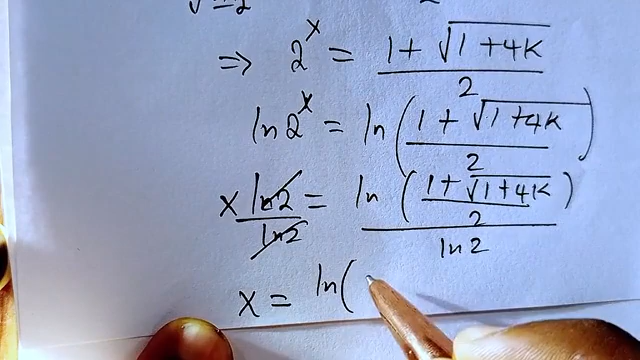 ⇒ 2^x = (1 + √(1 + 4K))/2
ln 2^x = ln((1 + √(1 + 4K))/2)
(x ln2)/ln2 = ln((1 + √(1 + 4K))/2)/ln2
x = ln(